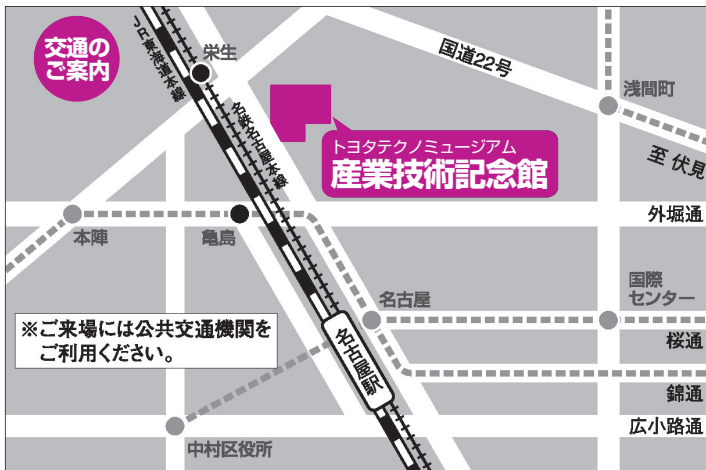 交通の
ご案内
JR東海道本線
栄生
国道22号
浅間町
名鉄名古屋本線
トヨタテクノミュージアム
産業技術記念館
至 伏見
外堀通
本陣
亀島
名古屋
国際
センター
※ご来場には公共交通機関を
ご利用ください。
名古屋駅
桜通
錦通
広小路通
中村区役所